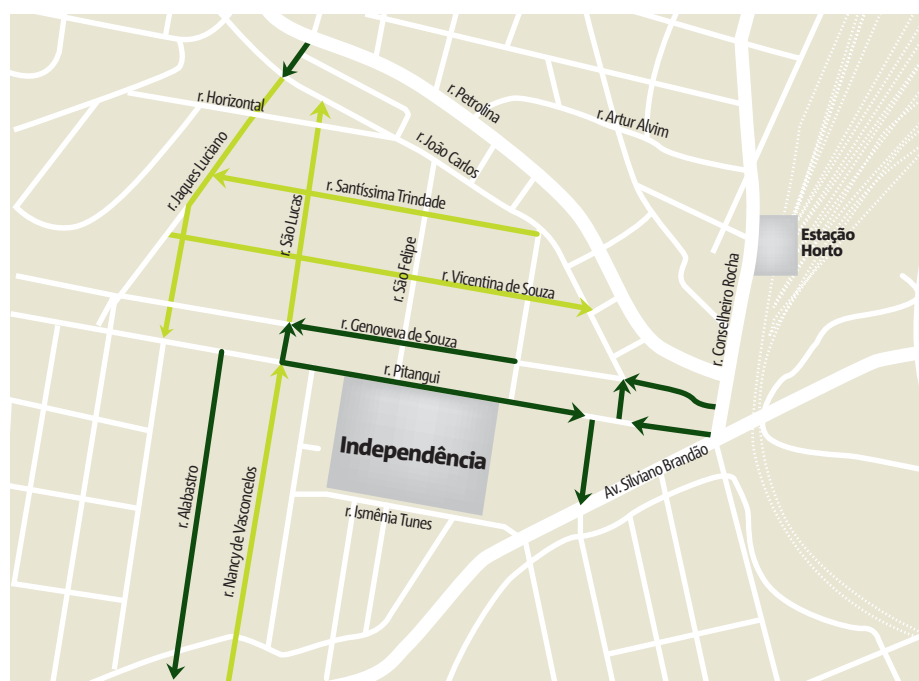 r. Horizontal
r. Petrolina
r. Artur Alvim
r. João Carlos
r. Jaques Luciano
r. Santíssima Trindade
r. São Lucas
r. São Felipe
Estação
Horto
r. Vicentina de Souza
r. Conselheiro Rocha
r. Genoveva de Souza
r. Pitangui
Independência
Av. Silviano Brandão
r. Alabastro
r. Nancy de Vasconcelos
r. Ismênia Tunes